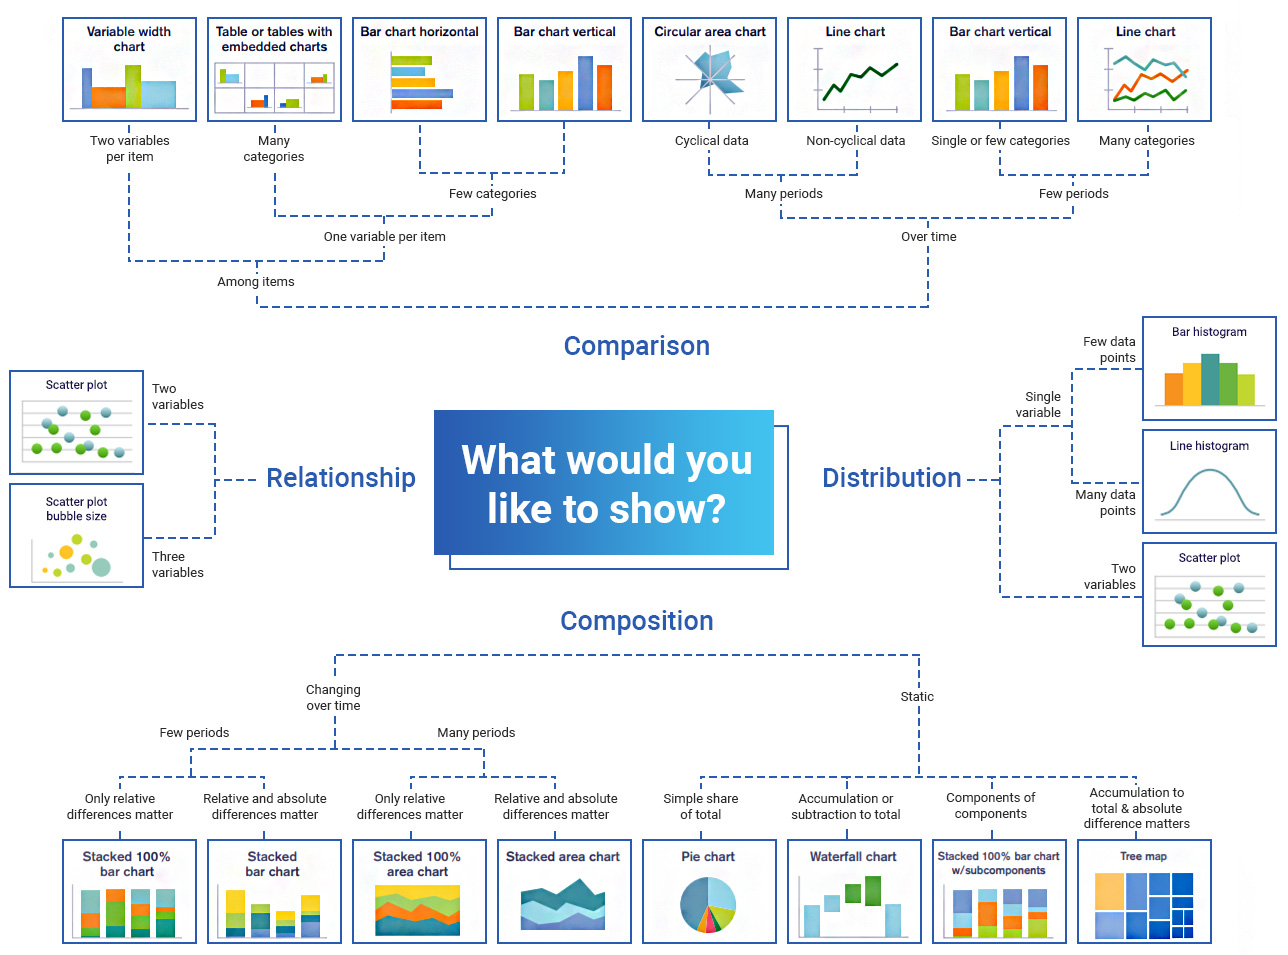 Variable width
chart
Table or tables with
embedded charts
Bar chart horizontal
Bar chart vertical
Circular area chart
Line chart
Bar chart vertical
Line chart
Two variables
per item
Many
categories
Few categories
Cyclical data
Non-cyclical data
Single or few categories
Many categories
Many periods
Few periods
One variable per item
Over time
Among items
Comparison
Scatter plot
Two
variables
Scatter plot
bubble size
Three
variables
Relationship
What would you
like to show?
Distribution
Single
variable
Few data
points
Bar histogram
Many data
points
Line histogram
Two
variables
Scatter plot
Composition
Changing
over time
Static
Few periods
Many periods
Only relative
differences matter
Relative and absolute
differences matter
Only relative
differences matter
Relative and absolute
differences matter
Simple share
of total
Accumulation or
subtraction to total
Components of
components
Accumulation to
total & absolute
difference matters
Stacked 100%
bar chart
Stacked
bar chart
Stacked 100%
area chart
Stacked area chart
Pie chart
Waterfall chart
Stacked 100% bar chart
w/subcomponents
Tree map